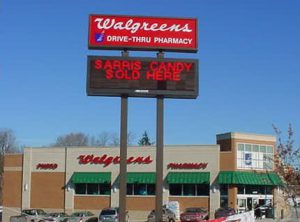 Walgreens
DRIVE-THRU PHARMACY
SARRIS CANDY
SOLD HERE
PHOTO
Walgreens
PHARMACY